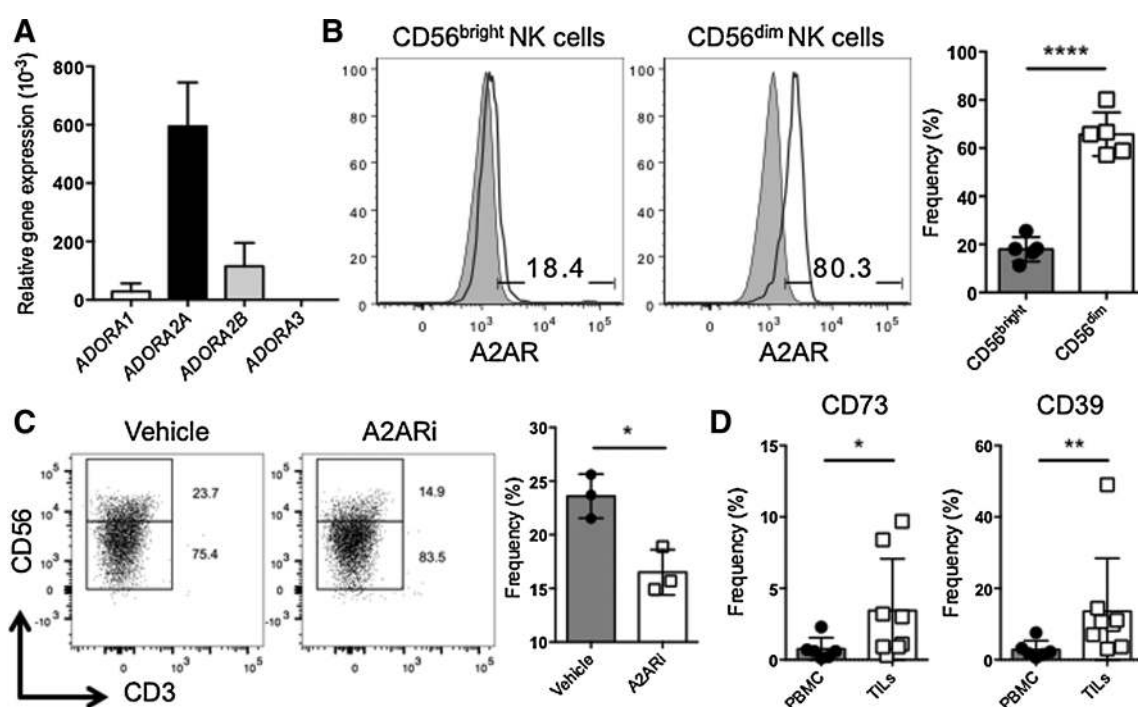 A
Relative gene expression (10⁻³)
800
600
400
200
0
ADORA1
ADORA2A
ADORA2B
ADORA3
B
CD56bright NK cells
CD56dim NK cells
100
80
60
40
20
0
18.4
0
10³
10⁴
10⁵
A2AR
100
80
60
40
20
0
80.3
0
10³
10⁴
10⁵
A2AR
Frequency (%)
100
80
60
40
20
0
****
CD56bright
CD56dim
C
Vehicle
A2ARi
CD56
10⁵
10⁴
10³
0
-10³
23.7
75.4
0
10³
10⁵
10⁵
10⁴
10³
0
-10³
14.9
83.5
0
10³
10⁵
CD3
Frequency (%)
30
25
20
15
10
*
Vehicle
A2ARi
D
CD73
CD39
Frequency (%)
15
10
5
0
*
PBMC
TILs
Frequency (%)
60
40
20
0
**
PBMC
TILs